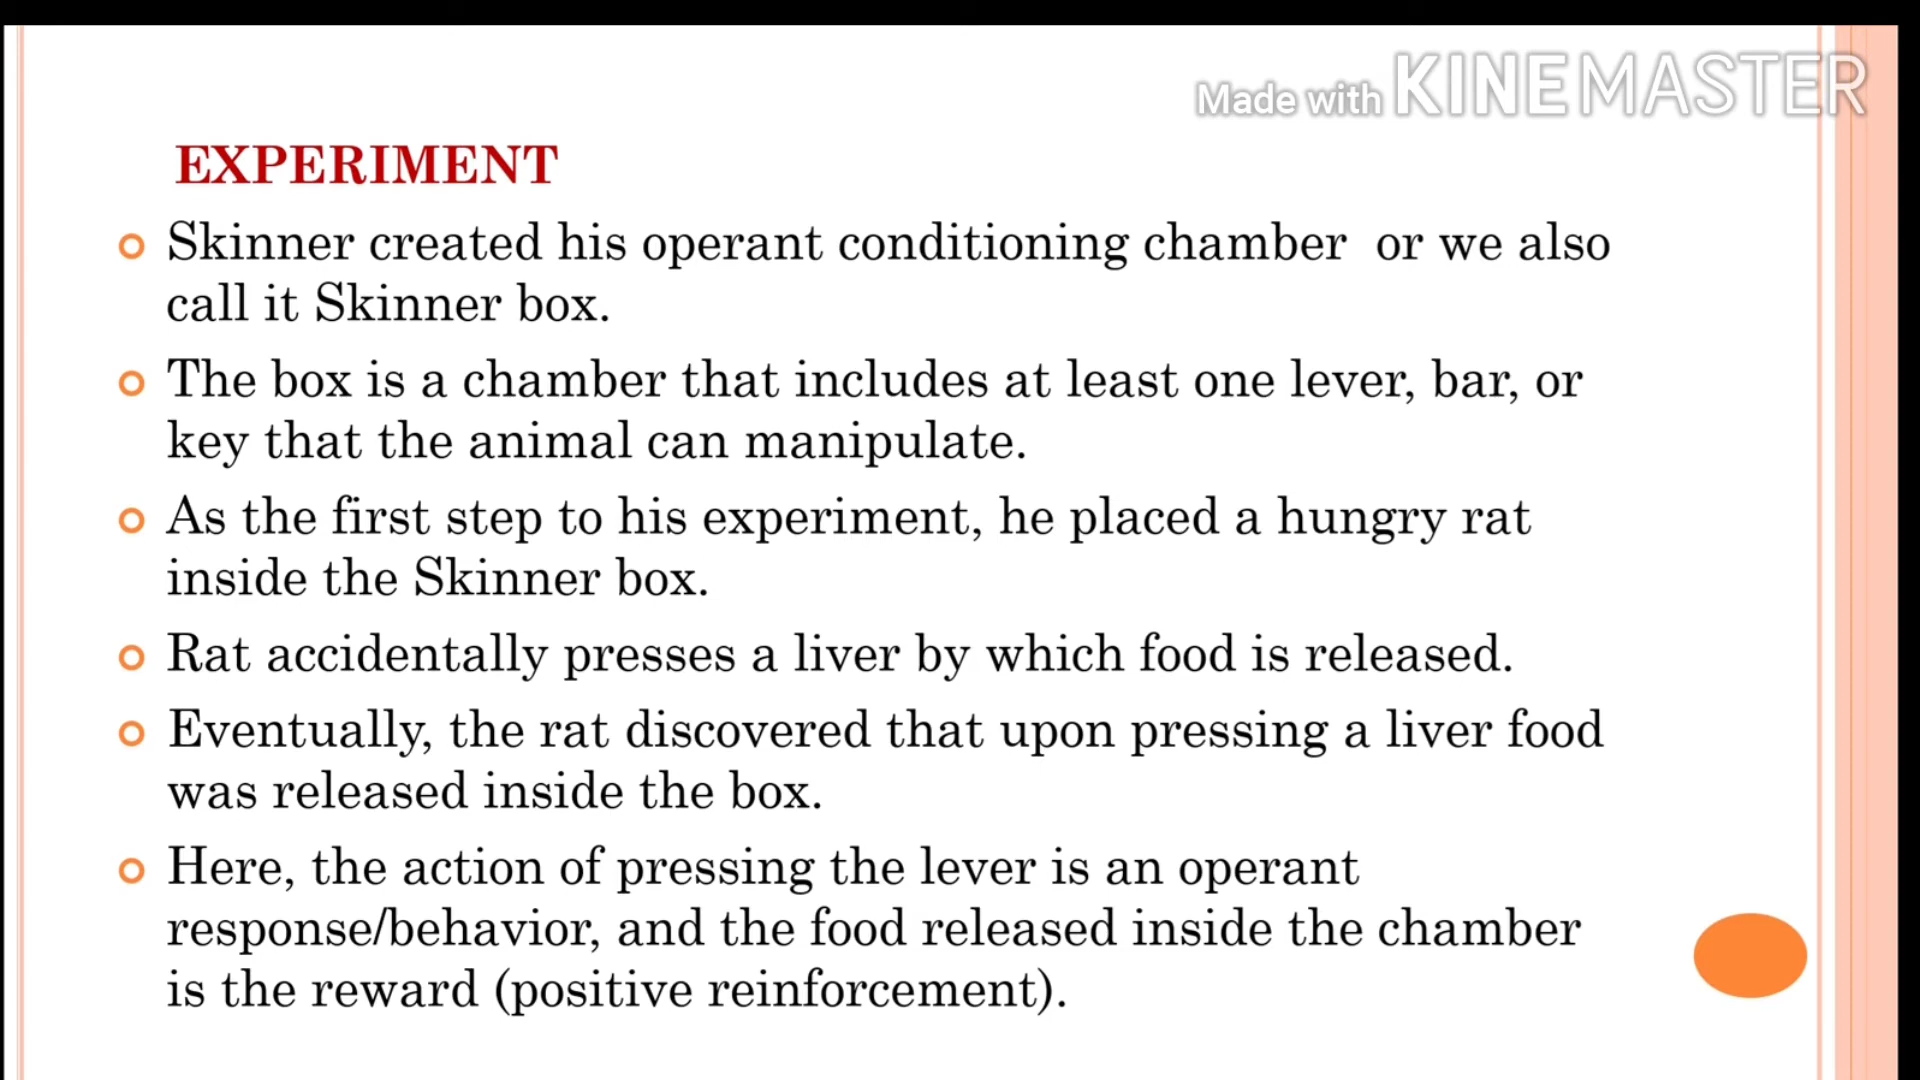 Made with KINEMASTER
EXPERIMENT
Skinner created his operant conditioning chamber or we also
call it Skinner box.
The box is a chamber that includes at least one lever, bar, or
key that the animal can manipulate.
As the first step to his experiment, he placed a hungry rat
inside the Skinner box.
Rat accidentally presses a liver by which food is released.
Eventually, the rat discovered that upon pressing a liver food
was released inside the box.
Here, the action of pressing the lever is an operant
response/behavior, and the food released inside the chamber
is the reward (positive reinforcement).